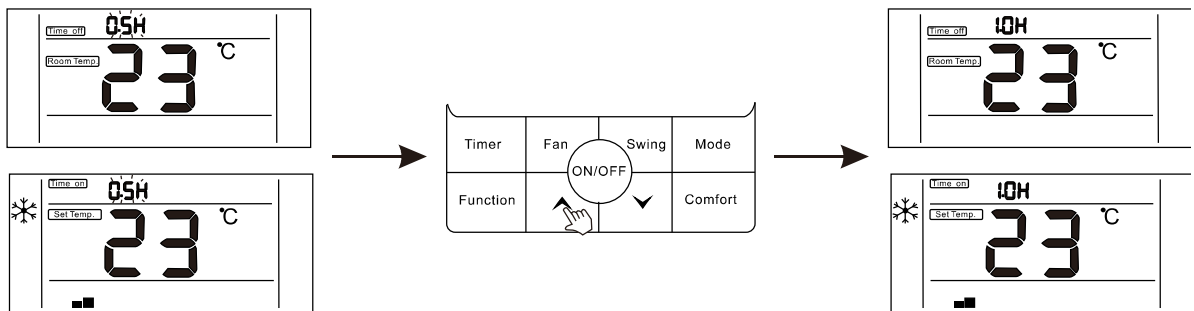 Time off 0.5H
Room Temp. 23 °C
Time on 0.5H
Set Temp. 23 °C
Timer Fan Swing Mode
ON/OFF
Function Comfort
Time off 1.0H
Room Temp. 23 °C
Time on 1.0H
Set Temp. 23 °C